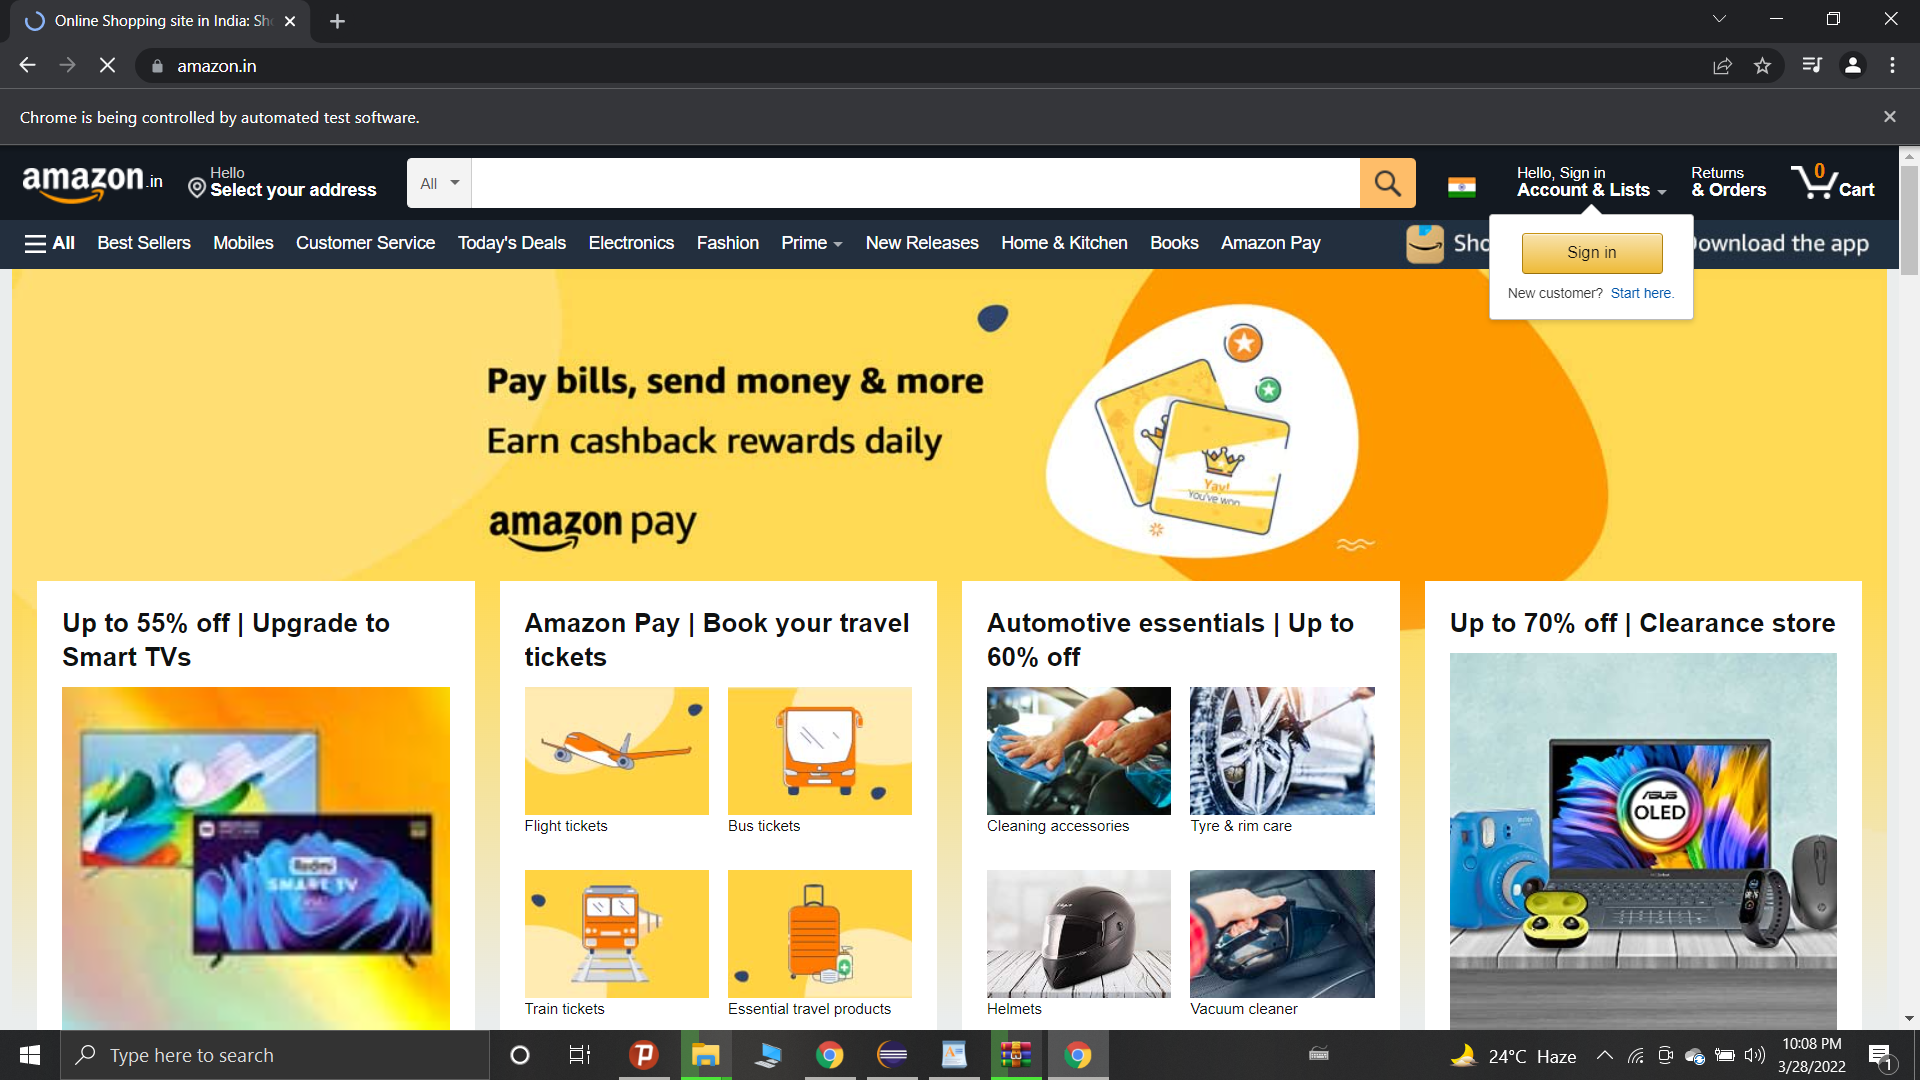 Online Shopping site in India: Sh
amazon.in
Chrome is being controlled by automated test software.
amazon.in
Hello
Select your address
All
Hello, Sign in
Account & Lists
Returns
& Orders
0
Cart
All
Best Sellers
Mobiles
Customer Service
Today's Deals
Electronics
Fashion
Prime
New Releases
Home & Kitchen
Books
Amazon Pay
Sho
ownload the app
Sign in
New customer? Start here.
Pay bills, send money & more
Earn cashback rewards daily
amazon pay
Yay!
You've won
Up to 55% off | Upgrade to
Smart TVs
Redmi
SMART TV
Amazon Pay | Book your travel
tickets
Flight tickets
Bus tickets
Train tickets
Essential travel products
Automotive essentials | Up to
60% off
Cleaning accessories
Tyre & rim care
Helmets
Vacuum cleaner
Up to 70% off | Clearance store
ASUS
OLED
Type here to search
24°C Haze
10:08 PM
3/28/2022
1